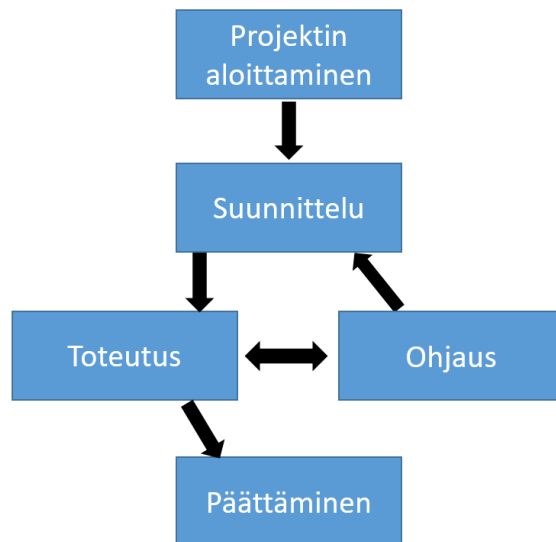 Projektin
aloittaminen
Suunnittelu
Toteutus
Ohjaus
Päättäminen